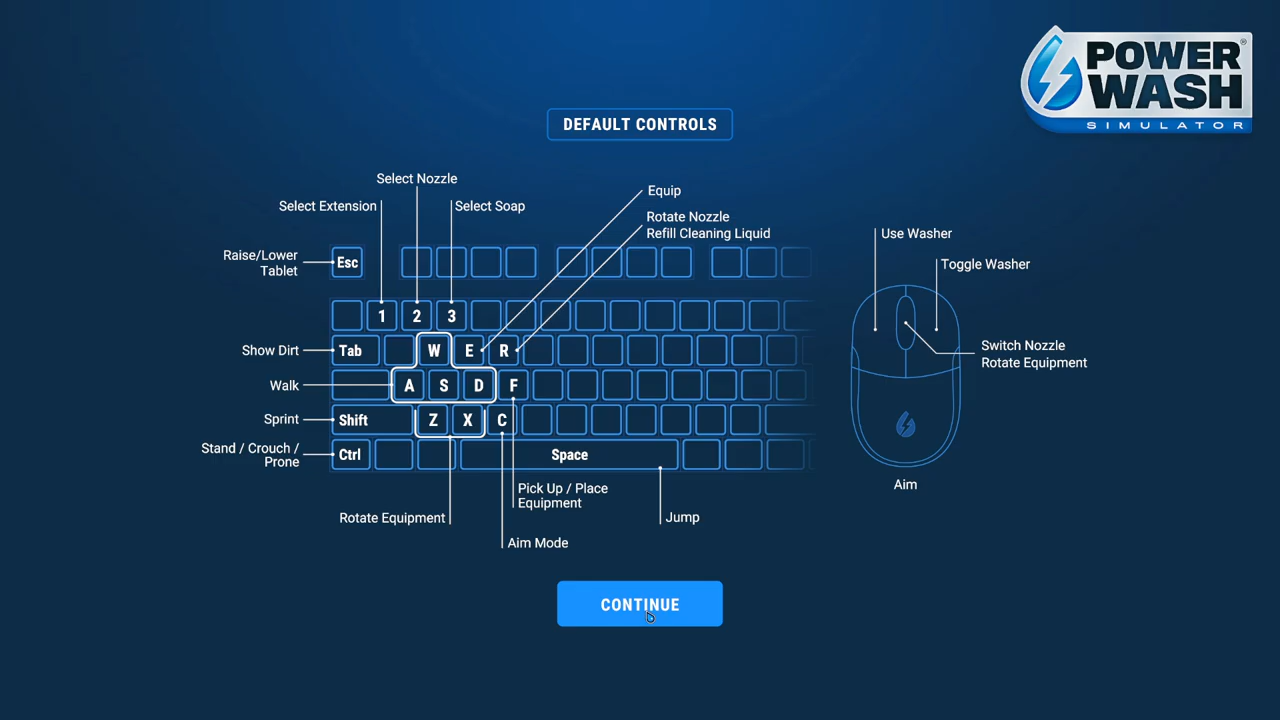 POWER
WASH
SIMULATOR
®
DEFAULT CONTROLS
Select Nozzle
Select Extension
Select Soap
Equip
Rotate Nozzle
Refill Cleaning Liquid
Raise/Lower
Tablet
Esc
1 2 3
Show Dirt
Tab W E R
Walk
A S D F
Sprint
Shift Z X C
Stand / Crouch /
Prone
Ctrl Space
Pick Up / Place
Equipment
Rotate Equipment
Jump
Aim Mode
Use Washer
Toggle Washer
Switch Nozzle
Rotate Equipment
Aim
CONTINUE